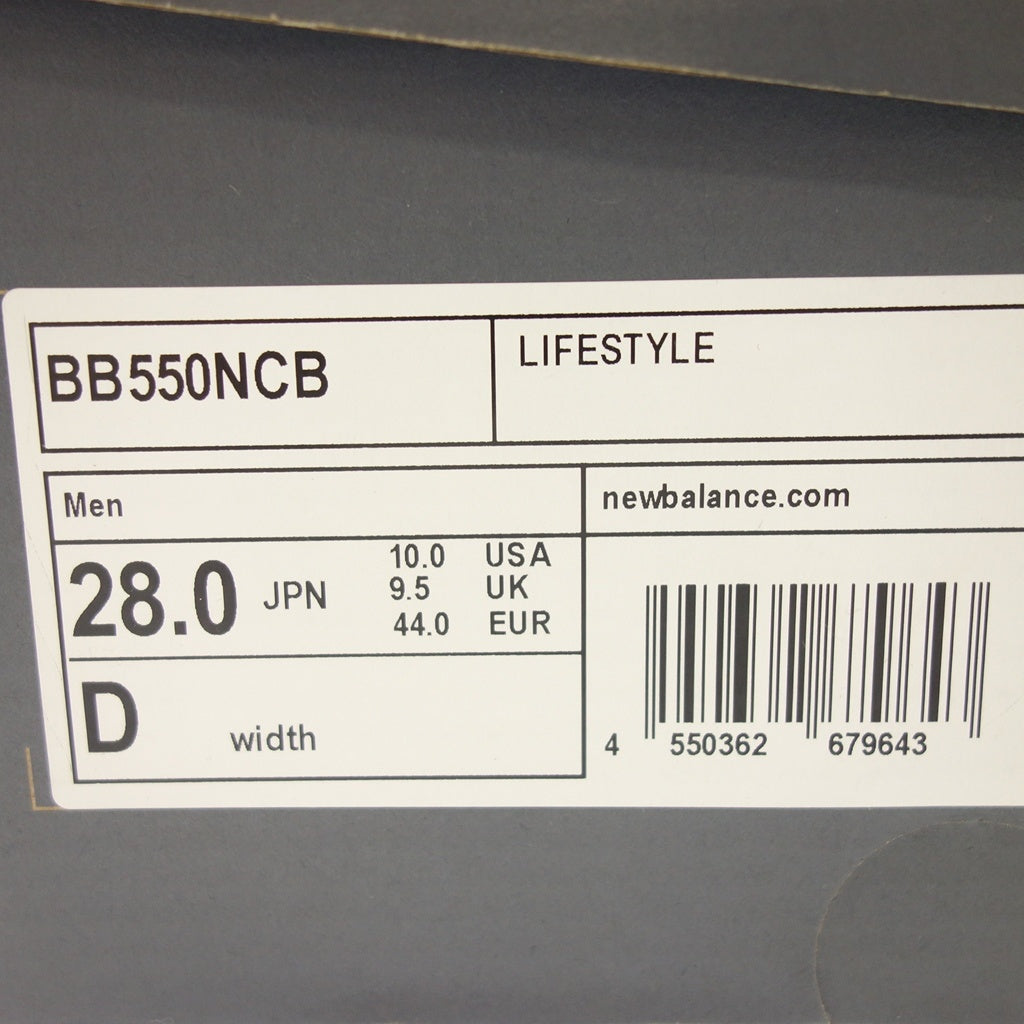 BB550NCB
LIFESTYLE
Men
newbalance.com
28.0 JPN
10.0 USA
9.5 UK
44.0 EUR
D width
4 550362 679643